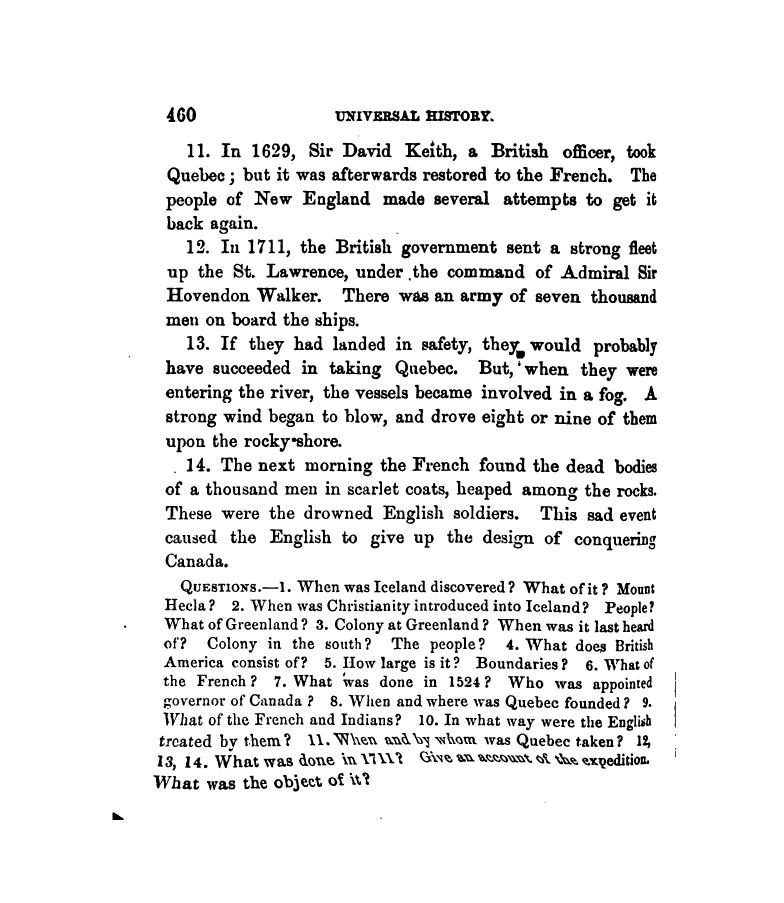 460 UNIVERSAL HISTORY.
11. In 1629, Sir David Keith, a British officer, took
Quebec; but it was afterwards restored to the French. The
people of New England made several attempts to get it
back again.
12. In 1711, the British government sent a strong fleet
up the St. Lawrence, under the command of Admiral Sir
Hovendon Walker. There was an army of seven thousand
men on board the ships.
13. If they had landed in safety, they would probably
have succeeded in taking Quebec. But, when they were
entering the river, the vessels became involved in a fog. A
strong wind began to blow, and drove eight or nine of them
upon the rocky shore.
14. The next morning the French found the dead bodies
of a thousand men in scarlet coats, heaped among the rocks.
These were the drowned English soldiers. This sad event
caused the English to give up the design of conquering
Canada.
QUESTIONS.—1. When was Iceland discovered? What of it? Mount
Hecla? 2. When was Christianity introduced into Iceland? People?
What of Greenland? 3. Colony at Greenland? When was it last heard
of? Colony in the south? The people? 4. What does British
America consist of? 5. How large is it? Boundaries? 6. What of
the French? 7. What was done in 1524? Who was appointed
governor of Canada? 8. When and where was Quebec founded? 9.
What of the French and Indians? 10. In what way were the English
treated by them? 11. When and by whom was Quebec taken? 12,
13, 14. What was done in 1711? Give an account of the expedition.
What was the object of it?